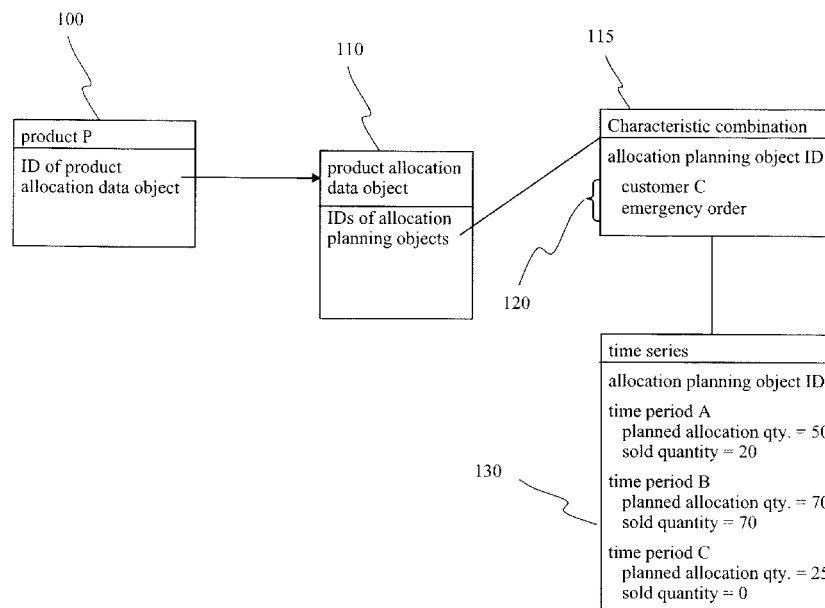 100
110
115
product P
ID of product
allocation data object
product allocation
data object
IDs of allocation
planning objects
Characteristic combination
allocation planning object ID
customer C
emergency order
120
time series
allocation planning object ID
time period A
planned allocation qty. = 50
sold quantity = 20
time period B
planned allocation qty. = 70
sold quantity = 70
time period C
planned allocation qty. = 25
sold quantity = 0
130